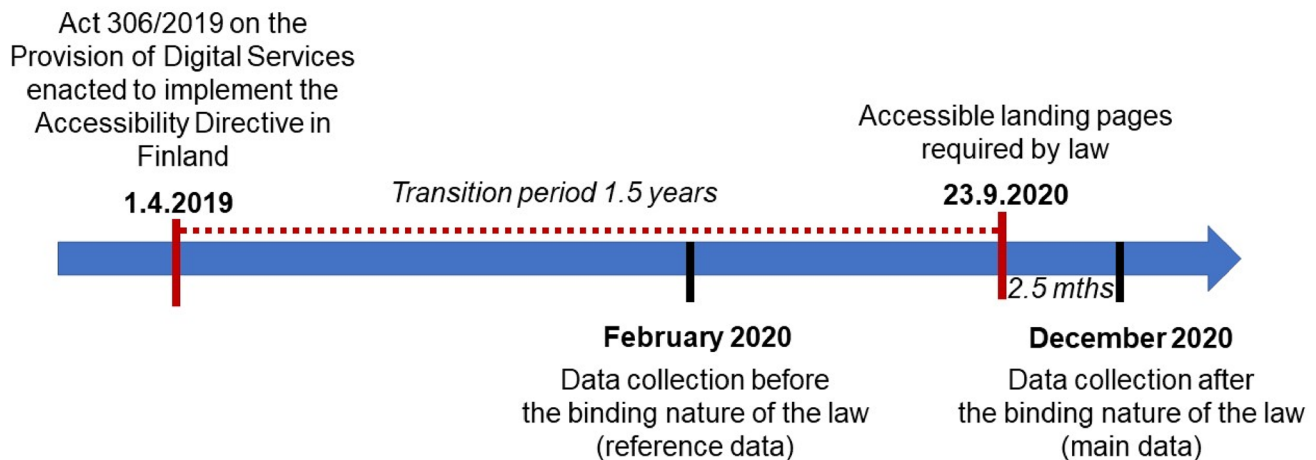 Act 306/2019 on the
Provision of Digital Services
enacted to implement the
Accessibility Directive in
Finland
1.4.2019
Transition period 1.5 years
Accessible landing pages
required by law
23.9.2020
2.5 mths
February 2020
Data collection before
the binding nature of the law
(reference data)
December 2020
Data collection after
the binding nature of the law
(main data)